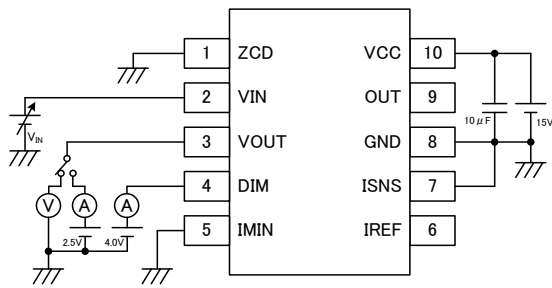 1 ZCD VCC 10
2 VIN OUT 9
3 VOUT GND 8
4 DIM ISNS 7
5 IMIN IREF 6
VIN
V A A
2.5V 4.0V
10μF 15V